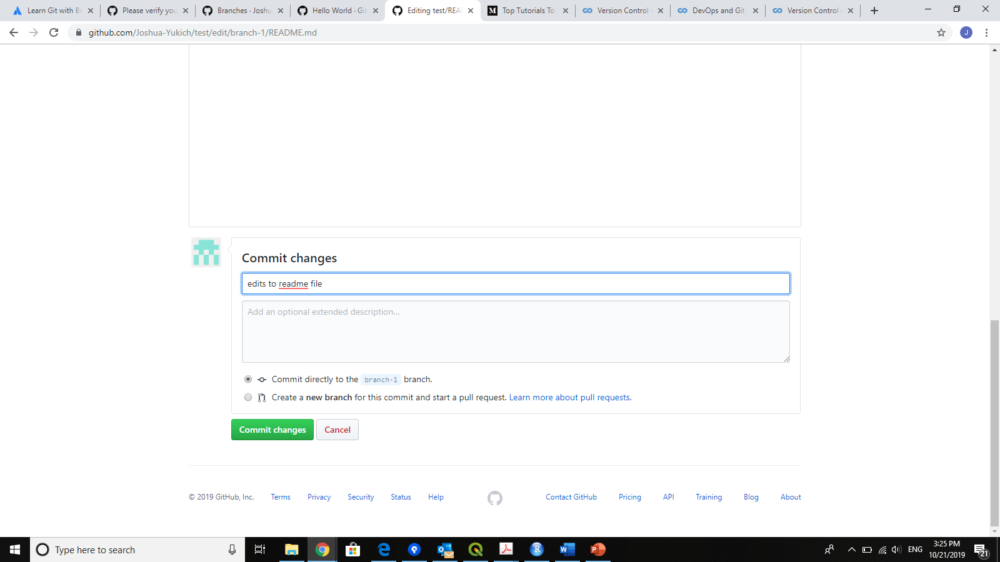 Learn Git with Bi
Please verify you
Branches · Joshu
Hello World · Git
Editing test/REA
Top Tutorials To
Version Control
DevOps and Git
Version Control
github.com/Joshua-Yukich/test/edit/branch-1/README.md
J
Commit changes
edits to readme file
Add an optional extended description...
Commit directly to the branch-1 branch.
Create a new branch for this commit and start a pull request. Learn more about pull requests.
Commit changes
Cancel
© 2019 GitHub, Inc. Terms Privacy Security Status Help
Contact GitHub Pricing API Training Blog About
Type here to search
ENG
3:25 PM
10/21/2019
21